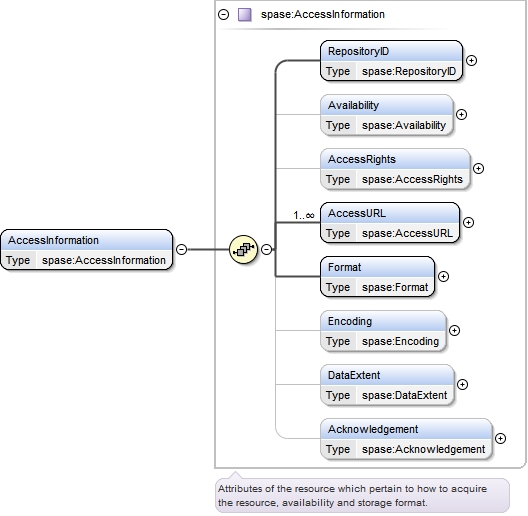 spase:AccessInformation
RepositoryID
Type spase:RepositoryID
Availability
Type spase:Availability
AccessRights
Type spase:AccessRights
1..∞
AccessURL
Type spase:AccessURL
AccessInformation
Type spase:AccessInformation
Format
Type spase:Format
Encoding
Type spase:Encoding
DataExtent
Type spase:DataExtent
Acknowledgement
Type spase:Acknowledgement
Attributes of the resource which pertain to how to acquire
the resource, availability and storage format.